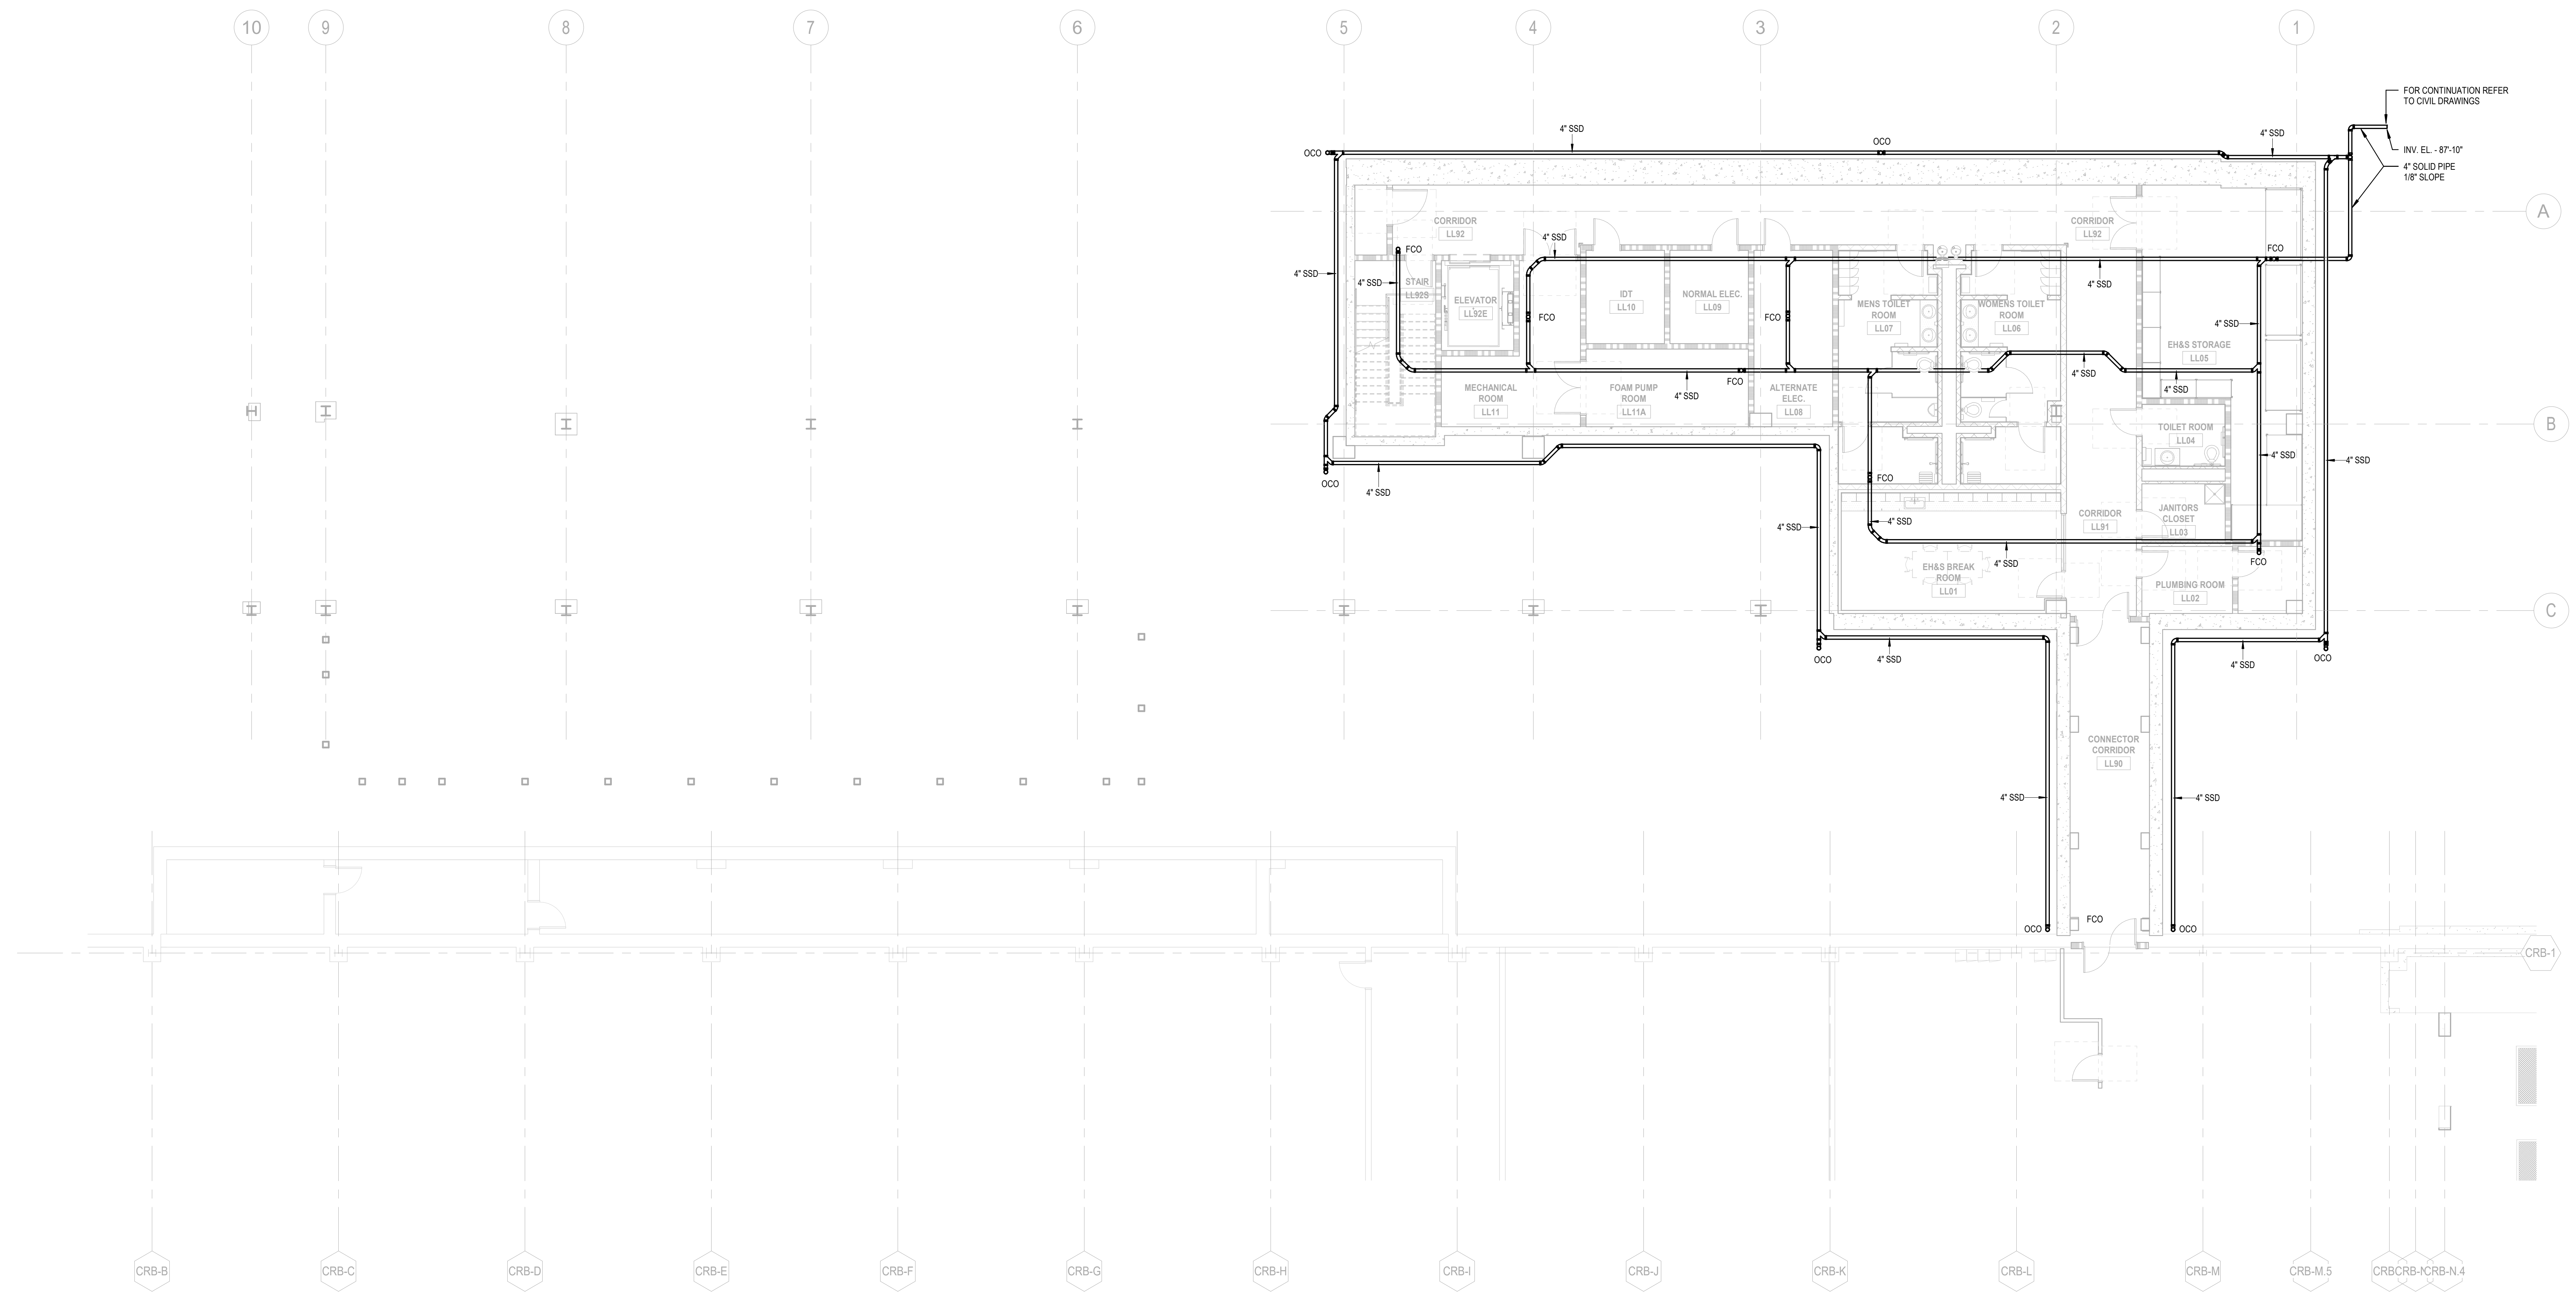 10
9
8
7
6
5
4
3
2
1
FOR CONTINUATION REFER
TO CIVIL DRAWINGS
4" SSD
4" SSD
OCO
OCO
INV. EL. - 87'-10"
4" SOLID PIPE
1/8" SLOPE
A
CORRIDOR
LL92
CORRIDOR
LL92
4" SSD
FCO
FCO
4" SSD
4" SSD
4" SSD
STAIR
LL92S
ELEVATOR
LL92E
IDT
LL10
NORMAL ELEC.
LL09
MENS TOILET
ROOM
LL07
WOMENS TOILET
ROOM
LL06
FCO
FCO
4" SSD
EH&S STORAGE
LL05
4" SSD
4" SSD
FCO
4" SSD
MECHANICAL
ROOM
LL11
FOAM PUMP
ROOM
LL11A
ALTERNATE
ELEC.
LL08
B
TOILET ROOM
LL04
4" SSD
4" SSD
OCO
4" SSD
FCO
4" SSD
4" SSD
CORRIDOR
LL91
JANITORS
CLOSET
LL03
4" SSD
FCO
EH&S BREAK
ROOM
LL01
PLUMBING ROOM
LL02
C
OCO
4" SSD
4" SSD
OCO
CONNECTOR
CORRIDOR
LL90
4" SSD
4" SSD
OCO
FCO
OCO
CRB-1
CRB-B
CRB-C
CRB-D
CRB-E
CRB-F
CRB-G
CRB-H
CRB-I
CRB-J
CRB-K
CRB-L
CRB-M
CRB-M.5
CRB-N.4